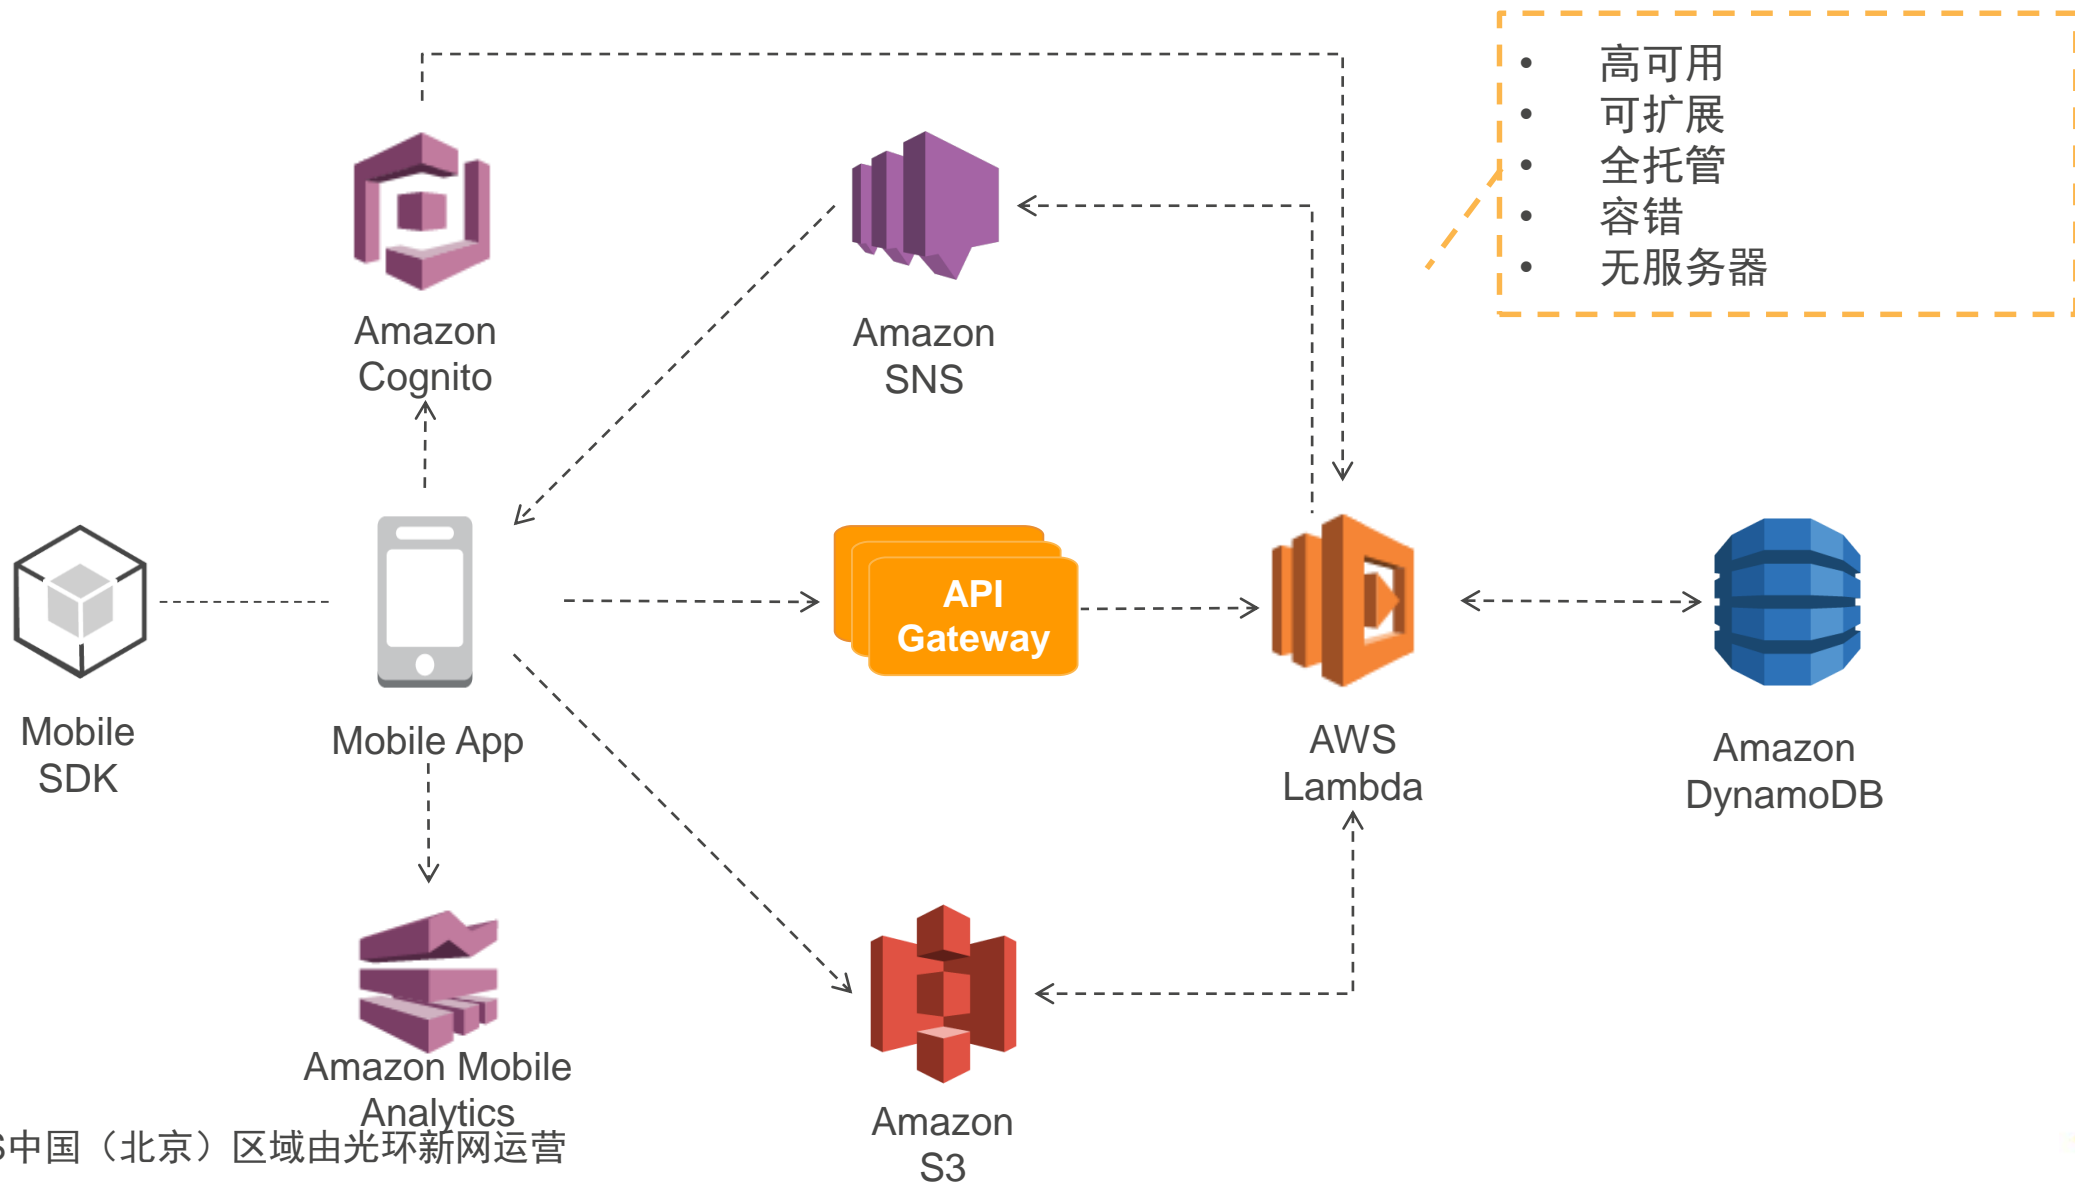 • 高可用
• 可扩展
• 全托管
• 容错
• 无服务器
Amazon
Cognito
Amazon
SNS
API
Gateway
Mobile
SDK
Mobile App
AWS
Lambda
Amazon
DynamoDB
Amazon Mobile
Analytics
Amazon
S3
S中国（北京）区域由光环新网运营